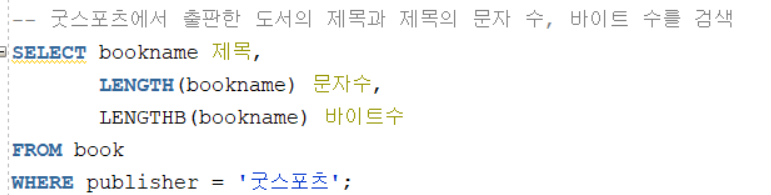 -- 굿스포츠에서 출판한 도서의 제목과 제목의 문자 수, 바이트 수를 검색
SELECT bookname 제목,
LENGTH(bookname) 문자수,
LENGTHB(bookname) 바이트수
FROM book
WHERE publisher = '굿스포츠';